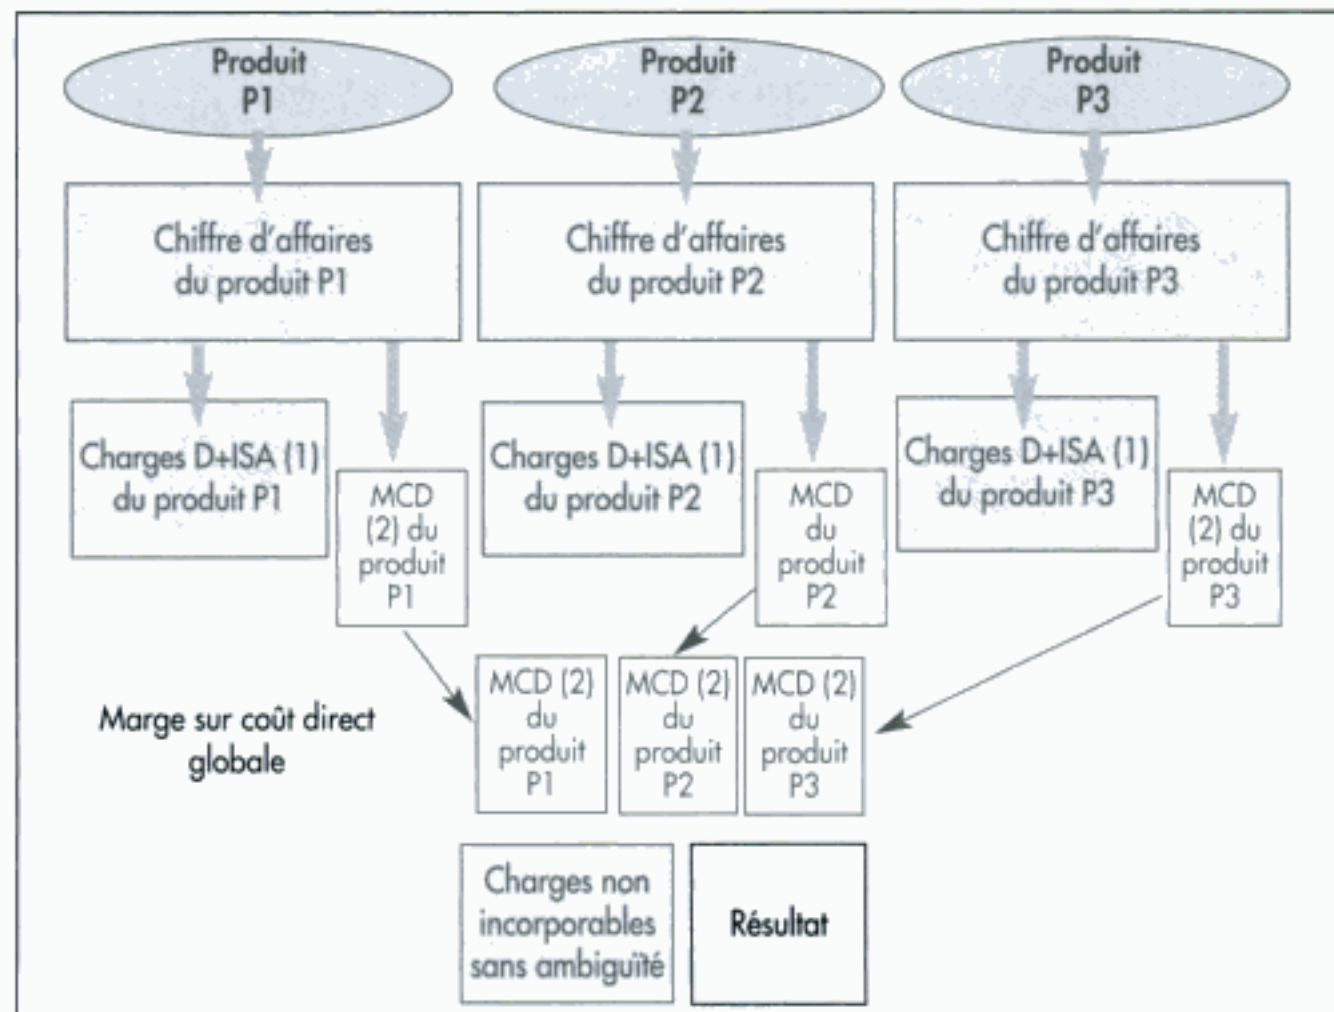 Produit
P1
Produit
P2
Produit
P3
Chiffre d'affaires
du produit P1
Chiffre d'affaires
du produit P2
Chiffre d'affaires
du produit P3
Charges D+ISA (1)
du produit P1
MCD
(2) du
produit
P1
Charges D+ISA (1)
du produit P2
MCD
du
produit
P2
Charges D+ISA (1)
du produit P3
MCD
(2) du
produit
P3
Marge sur coût direct
globale
MCD (2)
du
produit
P1
MCD (2)
du
produit
P2
MCD (2)
du
produit
P3
Charges non
incorporables
sans ambiguïté
Résultat